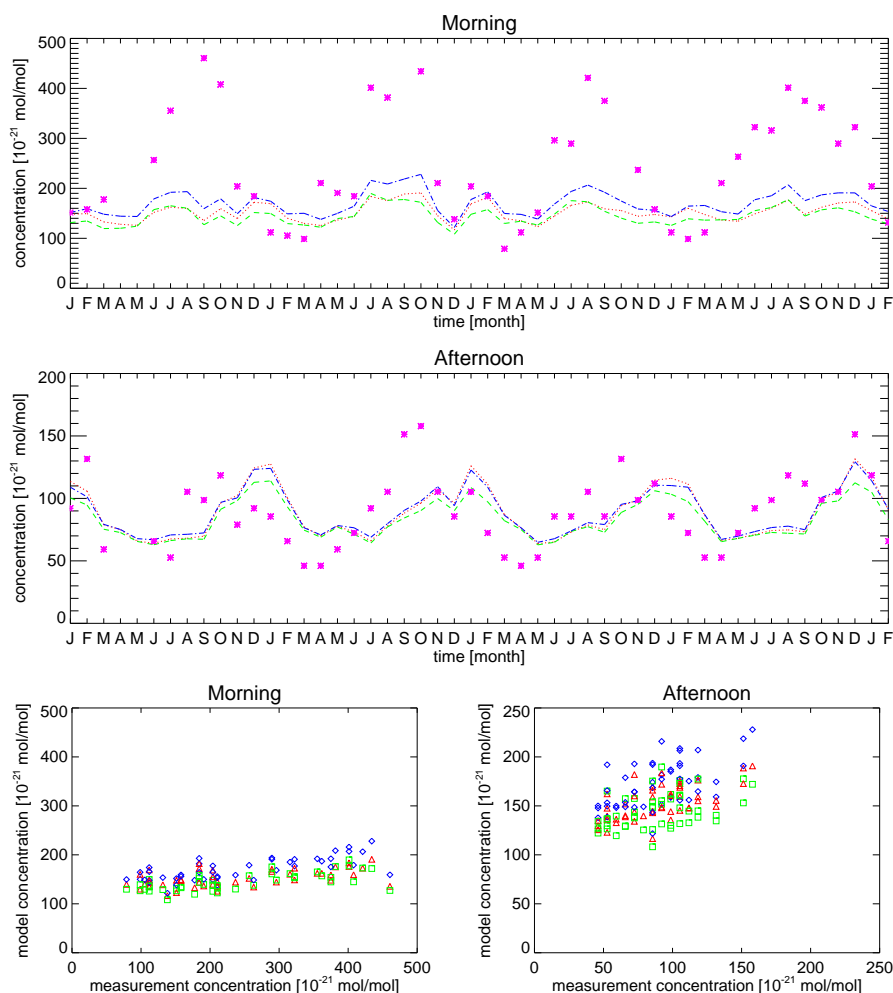 Morning
concentration [10⁻²¹ mol/mol]
500
400
300
200
100
0
J F M A M J J A S O N D J F M A M J J A S O N D J F M A M J J A S O N D J F M A M J J A S O N D J F
time [month]
Afternoon
concentration [10⁻²¹ mol/mol]
200
150
100
50
0
J F M A M J J A S O N D J F M A M J J A S O N D J F M A M J J A S O N D J F M A M J J A S O N D J F
time [month]
Morning
model concentration [10⁻²¹ mol/mol]
500
400
300
200
100
0
0 100 200 300 400 500
measurement concentration [10⁻²¹ mol/mol]
Afternoon
model concentration [10⁻²¹ mol/mol]
250
200
150
100
50
0
0 50 100 150 200 250
measurement concentration [10⁻²¹ mol/mol]